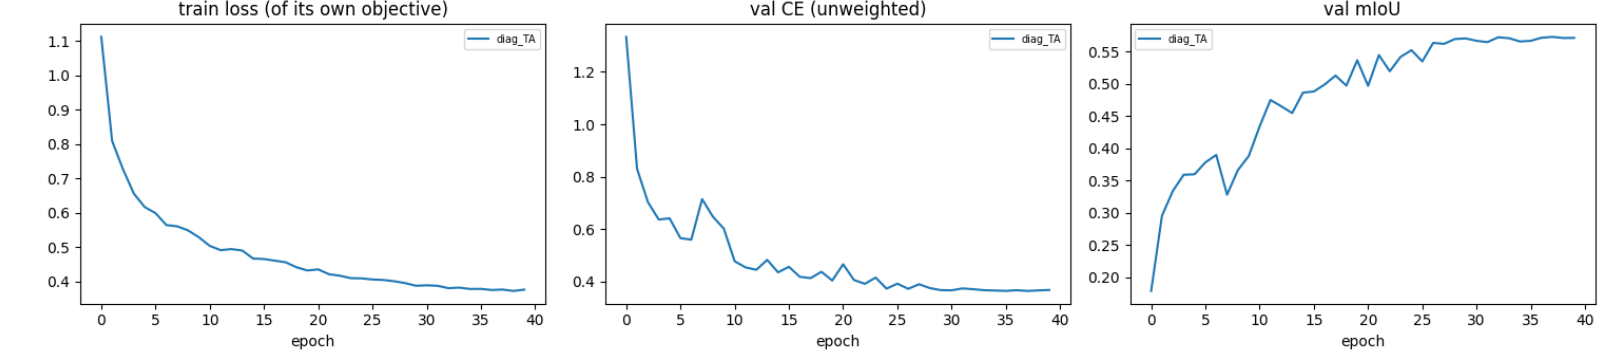 train loss (of its own objective)
diag_TA
1.1
1.0
0.9
0.8
0.7
0.6
0.5
0.4
0 5 10 15 20 25 30 35 40
epoch
val CE (unweighted)
diag_TA
1.2
1.0
0.8
0.6
0.4
0 5 10 15 20 25 30 35 40
epoch
val mIoU
diag_TA
0.55
0.50
0.45
0.40
0.35
0.30
0.25
0.20
0 5 10 15 20 25 30 35 40
epoch